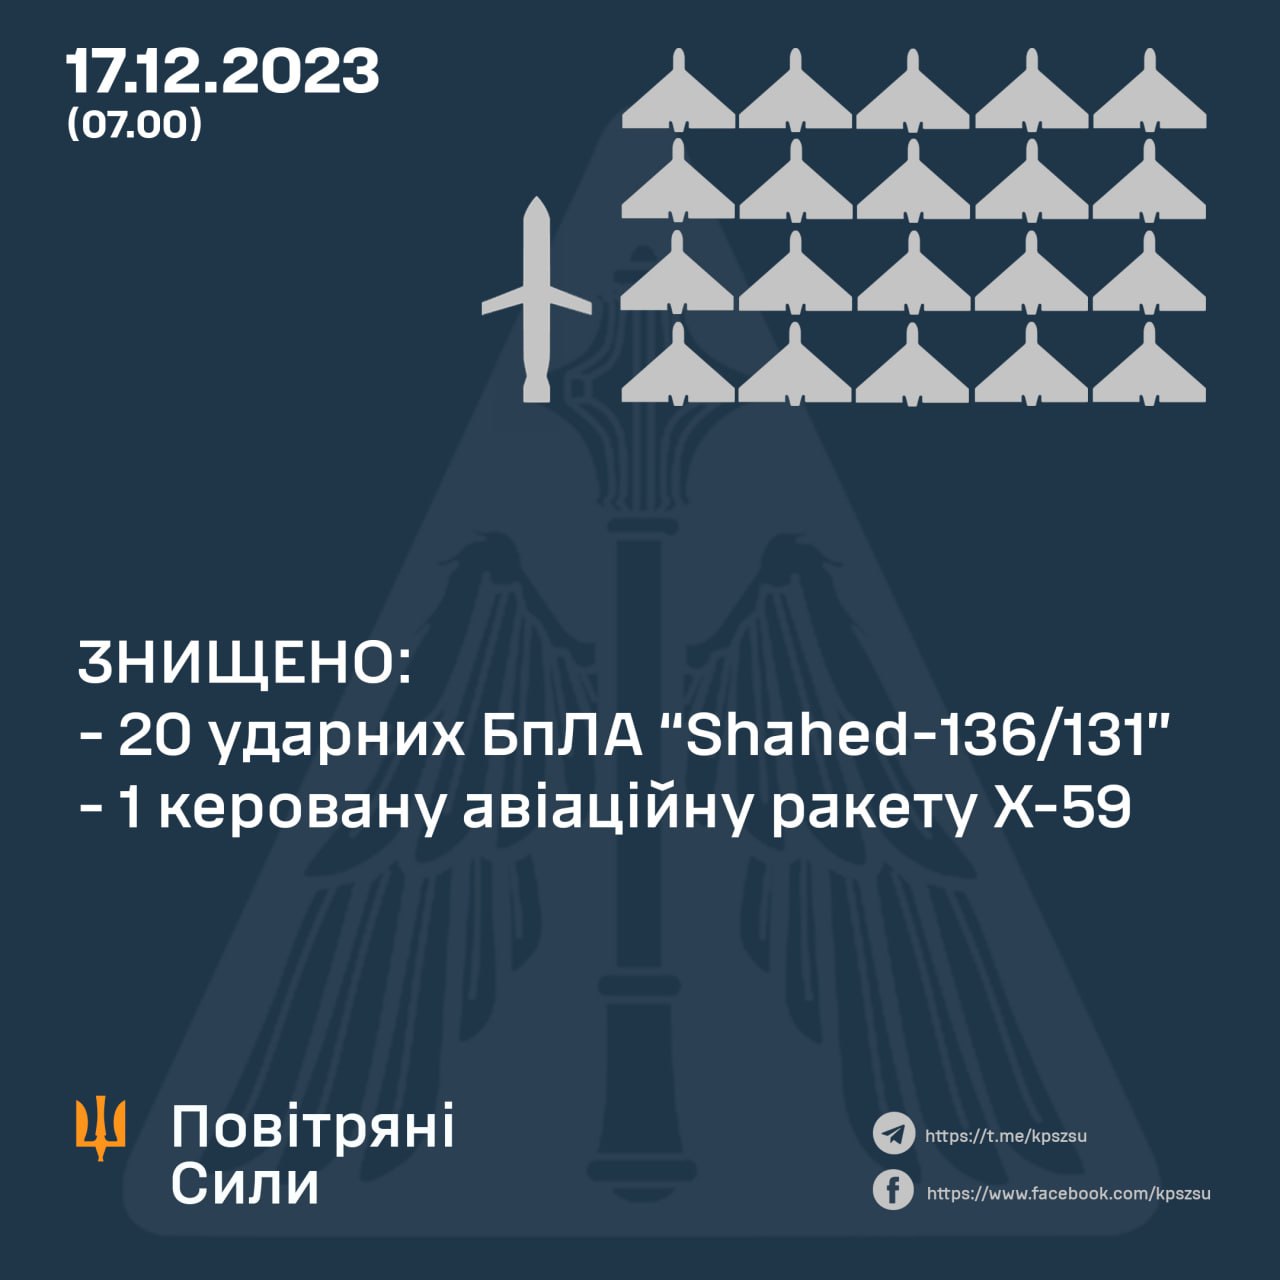 17.12.2023
(07.00)
ЗНИЩЕНО:
- 20 ударних БпЛА “Shahed-136/131”
- 1 керовану авіаційну ракету Х-59
Повітряні
Сили
https://t.me/kpszsu
https://www.facebook.com/kpszsu